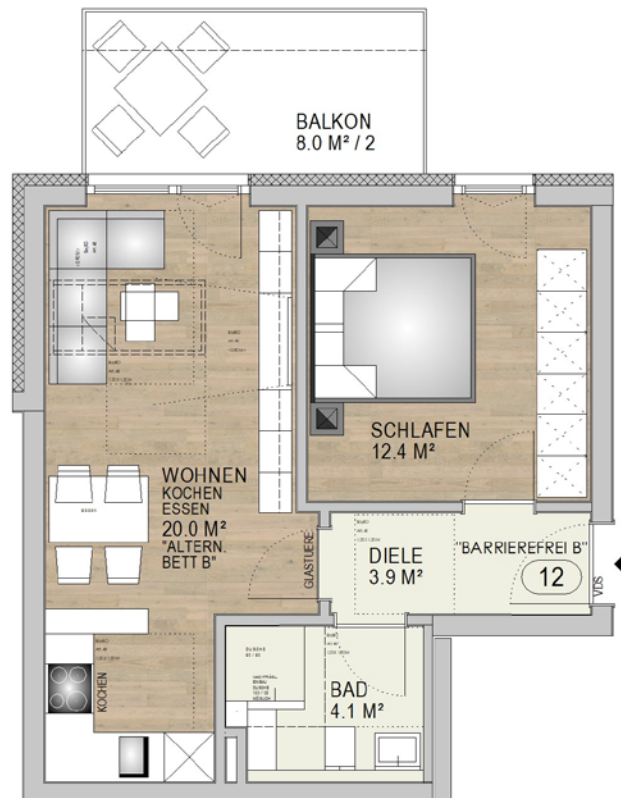 BALKON
8.0 M² / 2
SCHLAFEN
12.4 M²
WOHNEN
KOCHEN
ESSEN
20.0 M²
"ALTERN.
BETT B"
GLASTUERE
DIELE
3.9 M²
"BARRIEREFREI B"
12
VDS
KOCHEN
BAD
4.1 M²